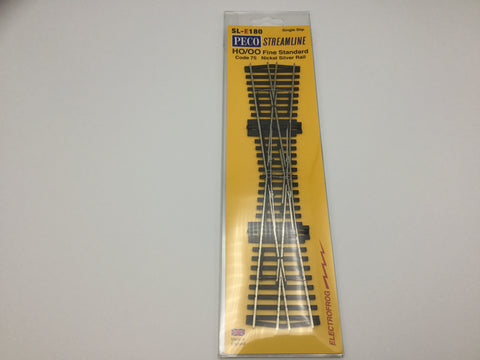 SL-E180 Single Slip
PECO STREAMLINE
HO/OO Fine Standard
Code 75 Nickel Silver Rail
ELECTROFROG